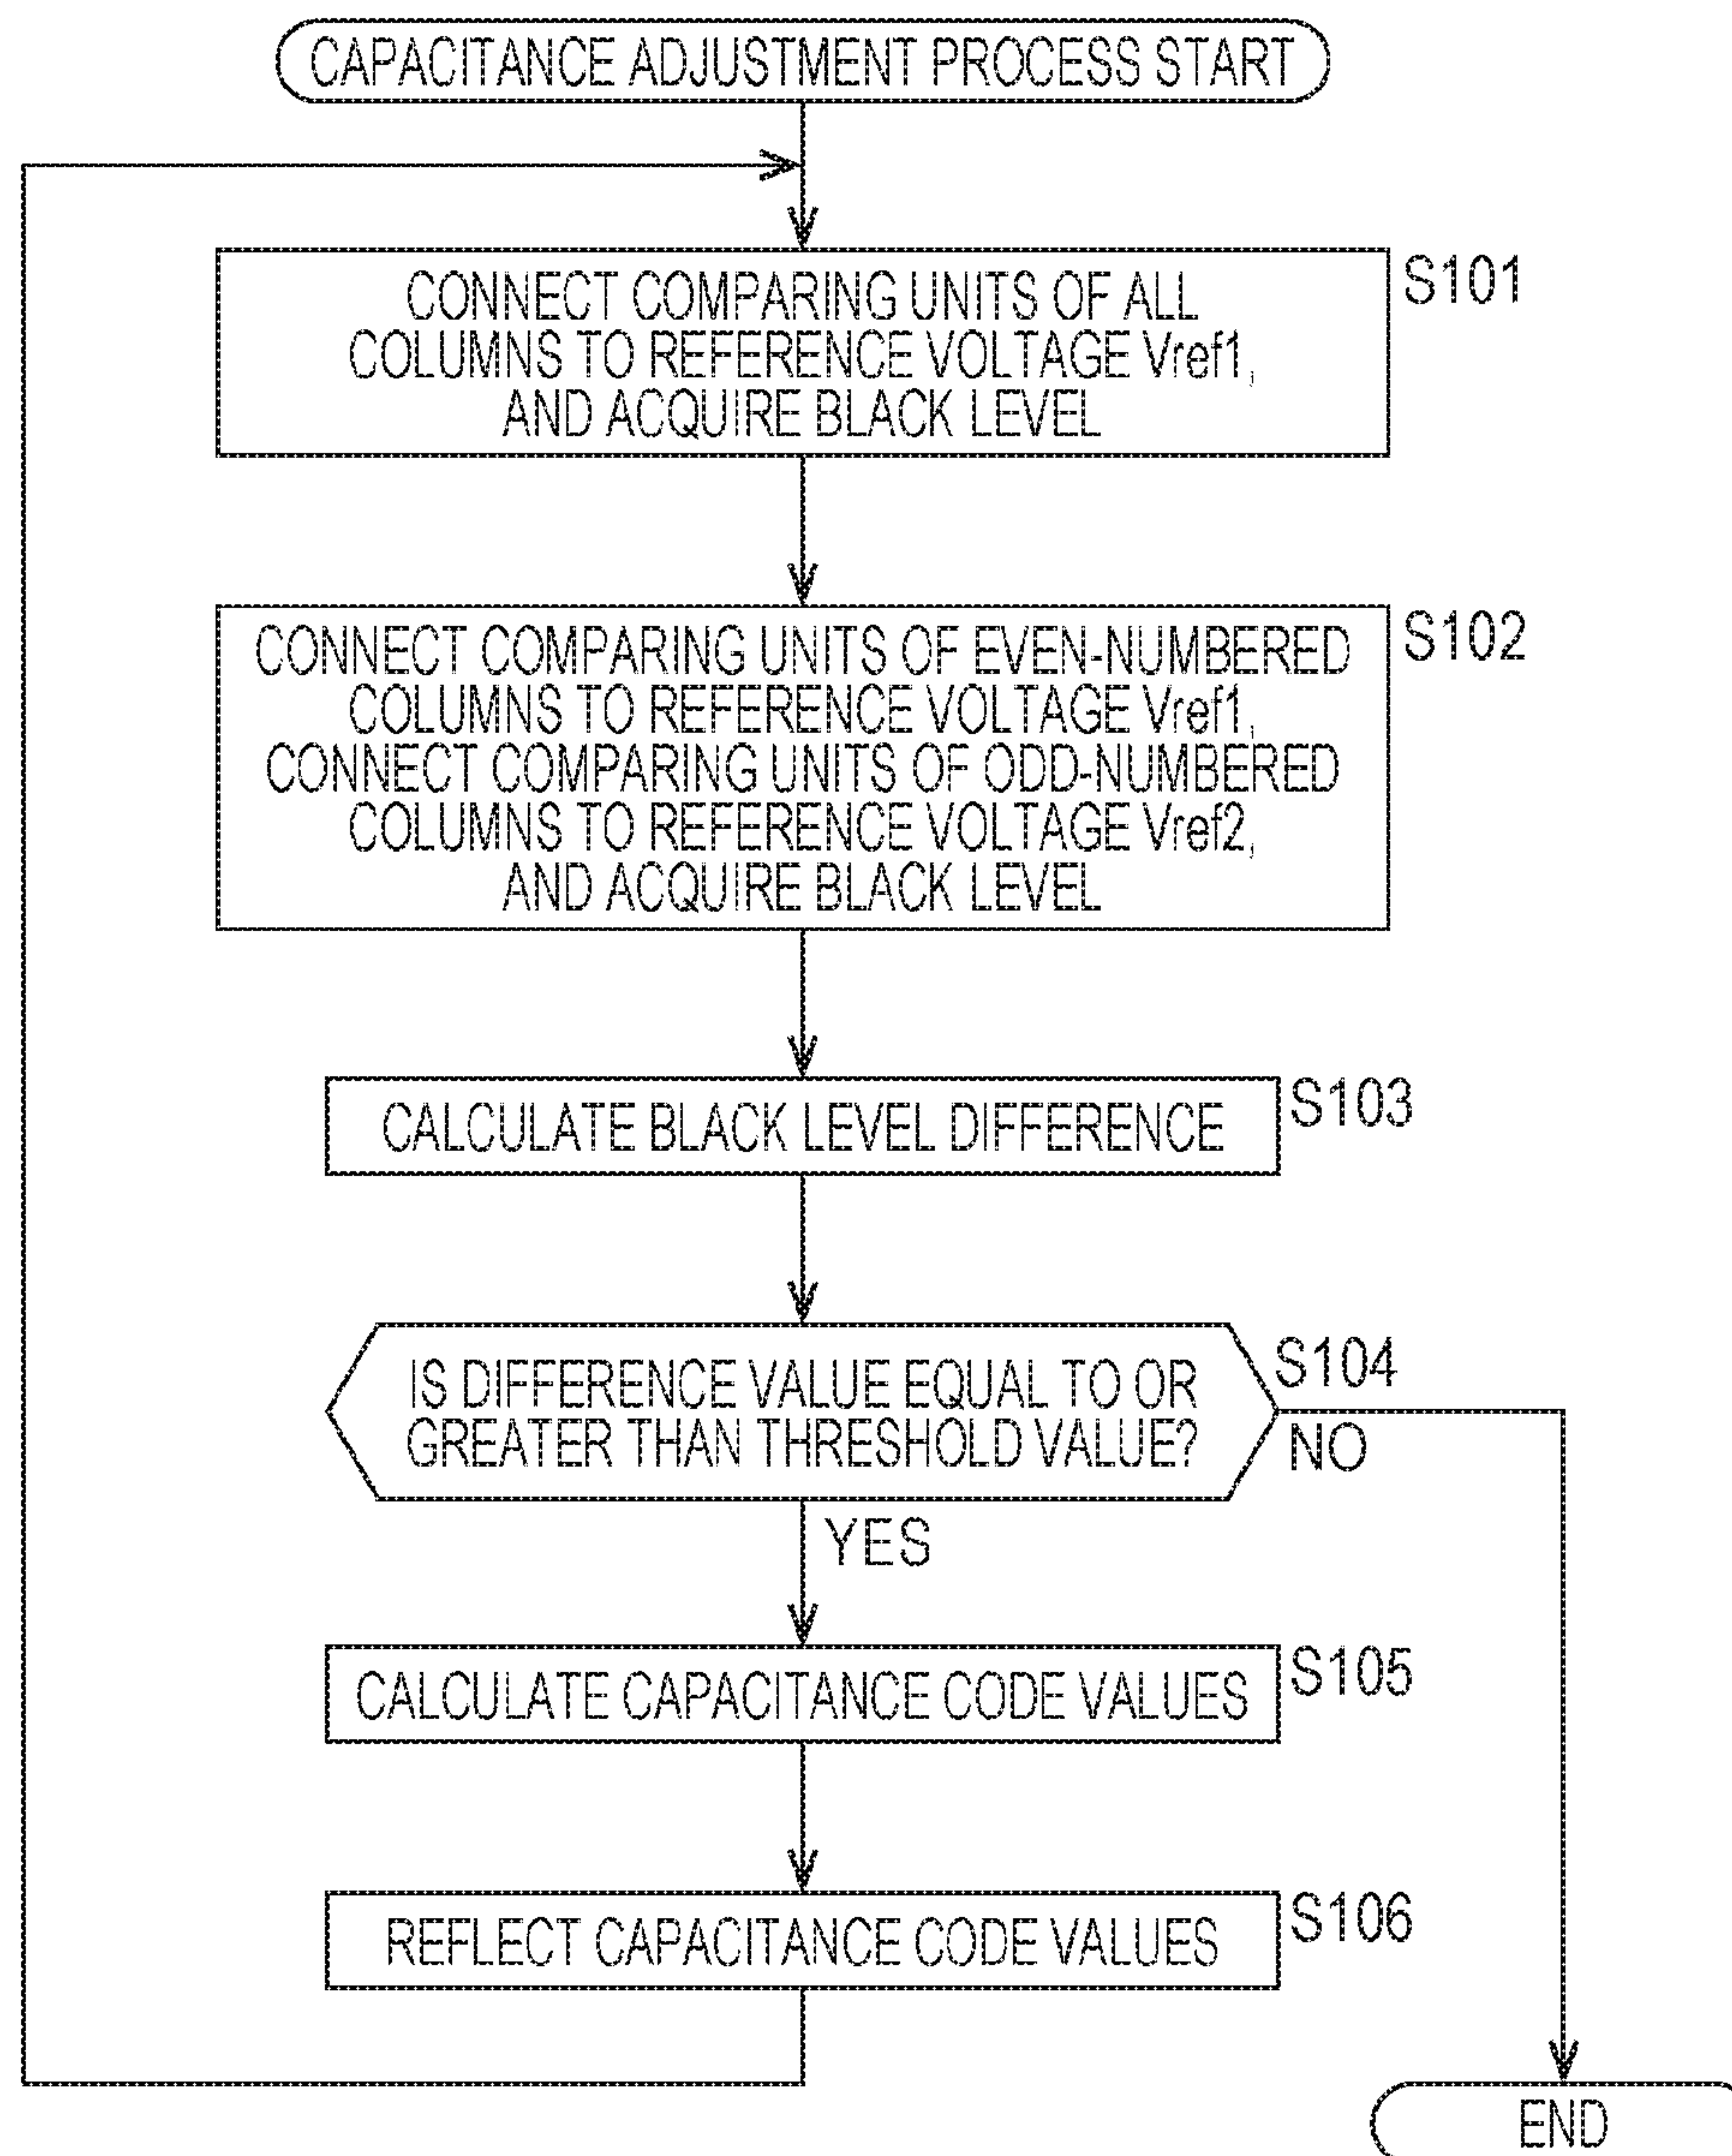 CAPACITANCE ADJUSTMENT PROCESS START
CONNECT COMPARING UNITS OF ALL
COLUMNS TO REFERENCE VOLTAGE Vref1,
AND ACQUIRE BLACK LEVEL
S101
CONNECT COMPARING UNITS OF EVEN-NUMBERED
COLUMNS TO REFERENCE VOLTAGE Vref1,
CONNECT COMPARING UNITS OF ODD-NUMBERED
COLUMNS TO REFERENCE VOLTAGE Vref2,
AND ACQUIRE BLACK LEVEL
S102
CALCULATE BLACK LEVEL DIFFERENCE
S103
IS DIFFERENCE VALUE EQUAL TO OR
GREATER THAN THRESHOLD VALUE?
S104
NO
YES
CALCULATE CAPACITANCE CODE VALUES
S105
REFLECT CAPACITANCE CODE VALUES
S106
END